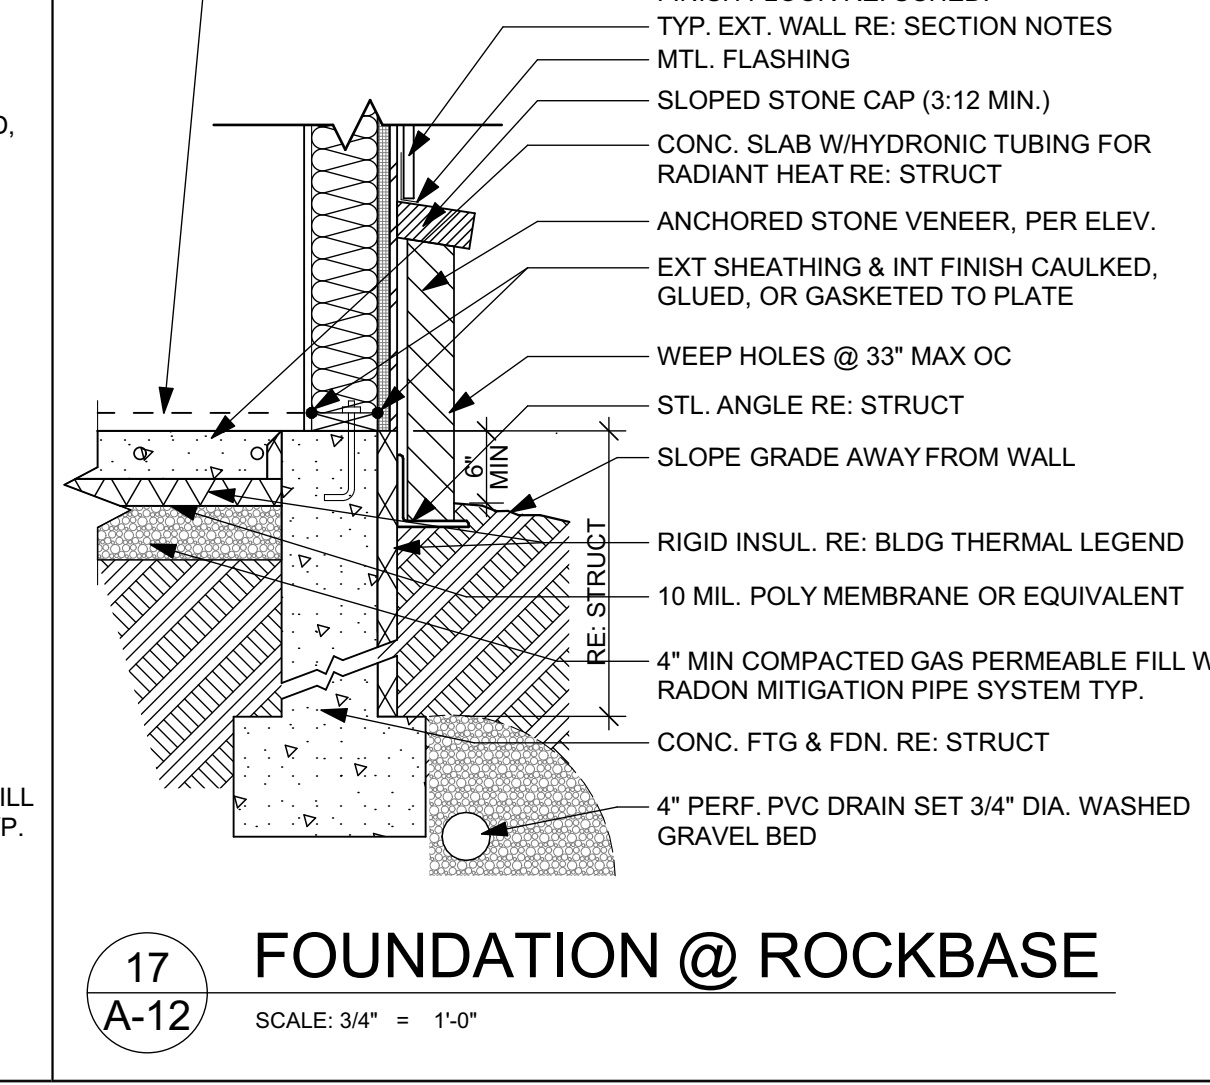 TYP. EXT. WALL RE: SECTION NOTES
MTL. FLASHING
SLOPED STONE CAP (3:12 MIN.)
CONC. SLAB W/HYDRONIC TUBING FOR
RADIANT HEAT RE: STRUCT
ANCHORED STONE VENEER, PER ELEV.
EXT SHEATHING & INT FINISH CAULKED,
GLUED, OR GASKETED TO PLATE
WEEP HOLES @ 33" MAX OC
STL. ANGLE RE: STRUCT
SLOPE GRADE AWAY FROM WALL
RIGID INSUL. RE: BLDG THERMAL LEGEND
10 MIL. POLY MEMBRANE OR EQUIVALENT
4" MIN COMPACTED GAS PERMEABLE FILL W
RADON MITIGATION PIPE SYSTEM TYP.
CONC. FTG & FDN. RE: STRUCT
4" PERF. PVC DRAIN SET 3/4" DIA. WASHED
GRAVEL BED
6"
MIN
RE: STRUCT
ILL
P.
17
A-12
FOUNDATION @ ROCKBASE
SCALE: 3/4" = 1'-0"